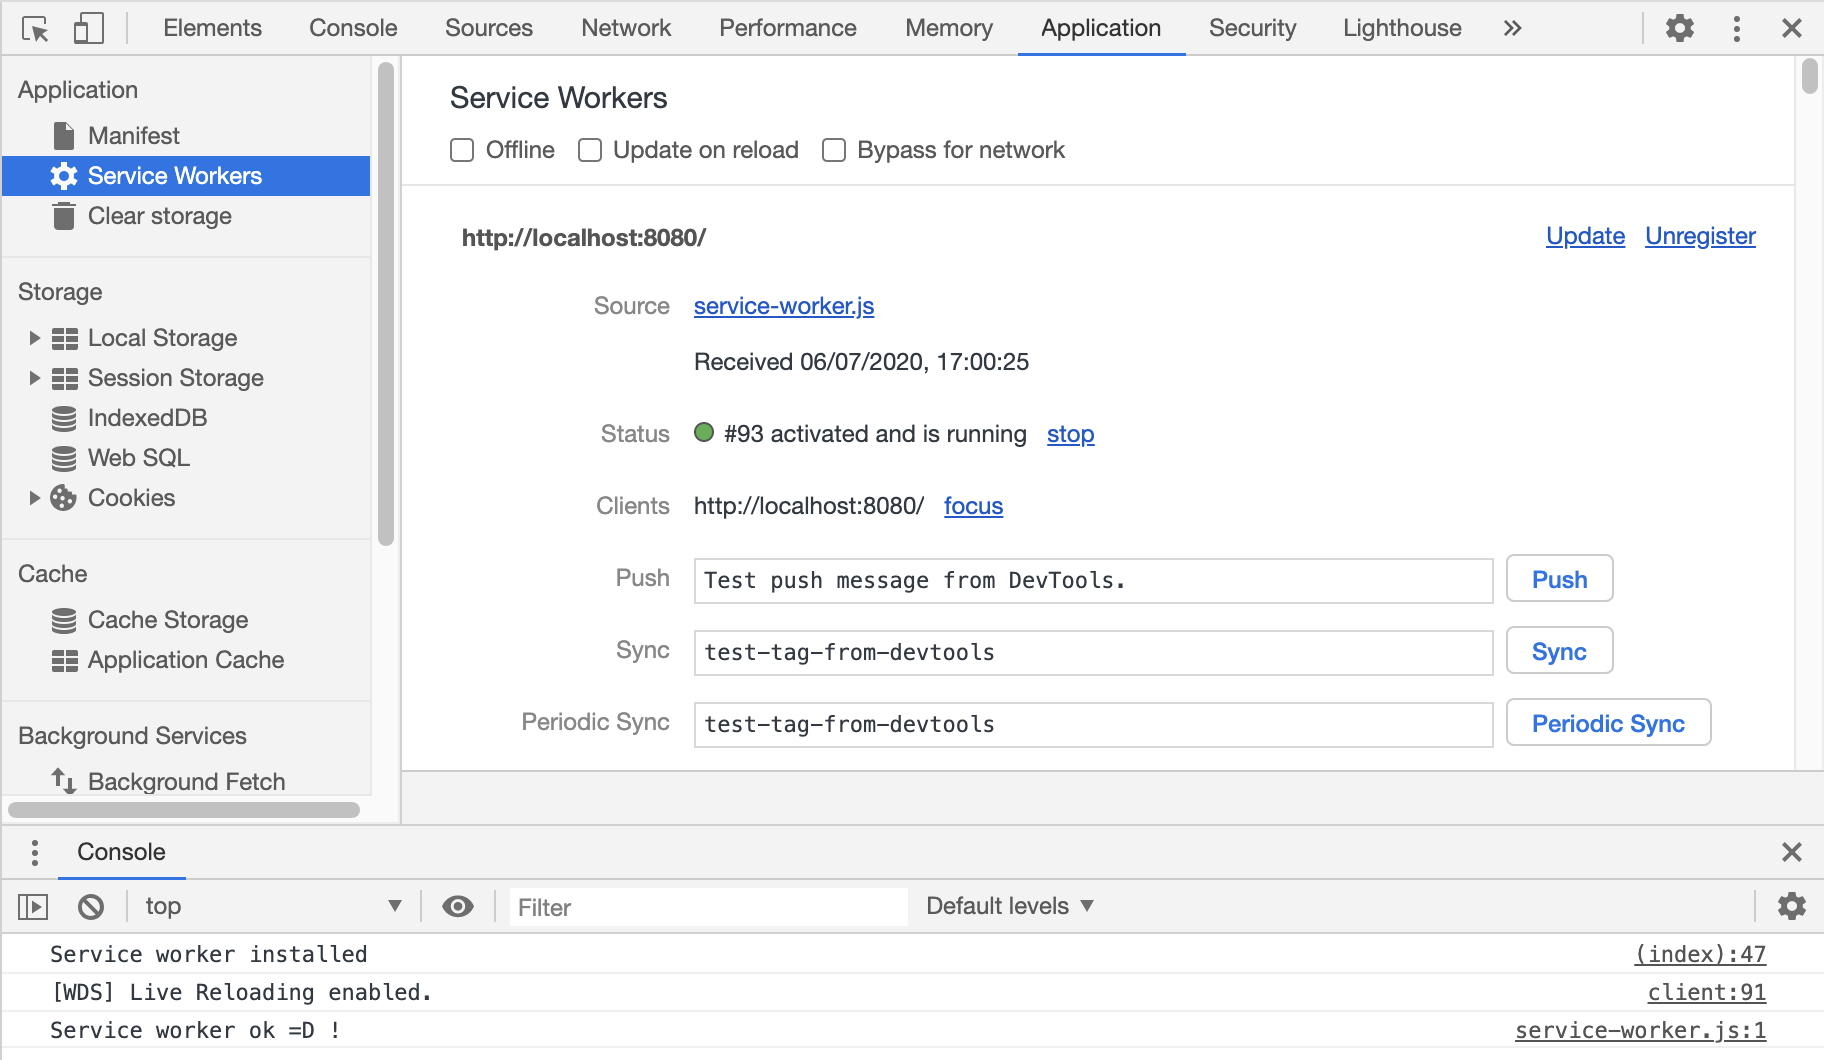 Elements Console Sources Network Performance Memory Application Security Lighthouse »
Application
Manifest
Service Workers
Clear storage
Storage
Local Storage
Session Storage
IndexedDB
Web SQL
Cookies
Cache
Cache Storage
Application Cache
Background Services
Background Fetch
Service Workers
Offline Update on reload Bypass for network
http://localhost:8080/ Update Unregister
Source service-worker.js
Received 06/07/2020, 17:00:25
Status #93 activated and is running stop
Clients http://localhost:8080/ focus
Push Test push message from DevTools. Push
Sync test-tag-from-devtools Sync
Periodic Sync test-tag-from-devtools Periodic Sync
Console
top Filter Default levels
Service worker installed (index):47
[WDS] Live Reloading enabled. client:91
Service worker ok =D ! service-worker.js:1